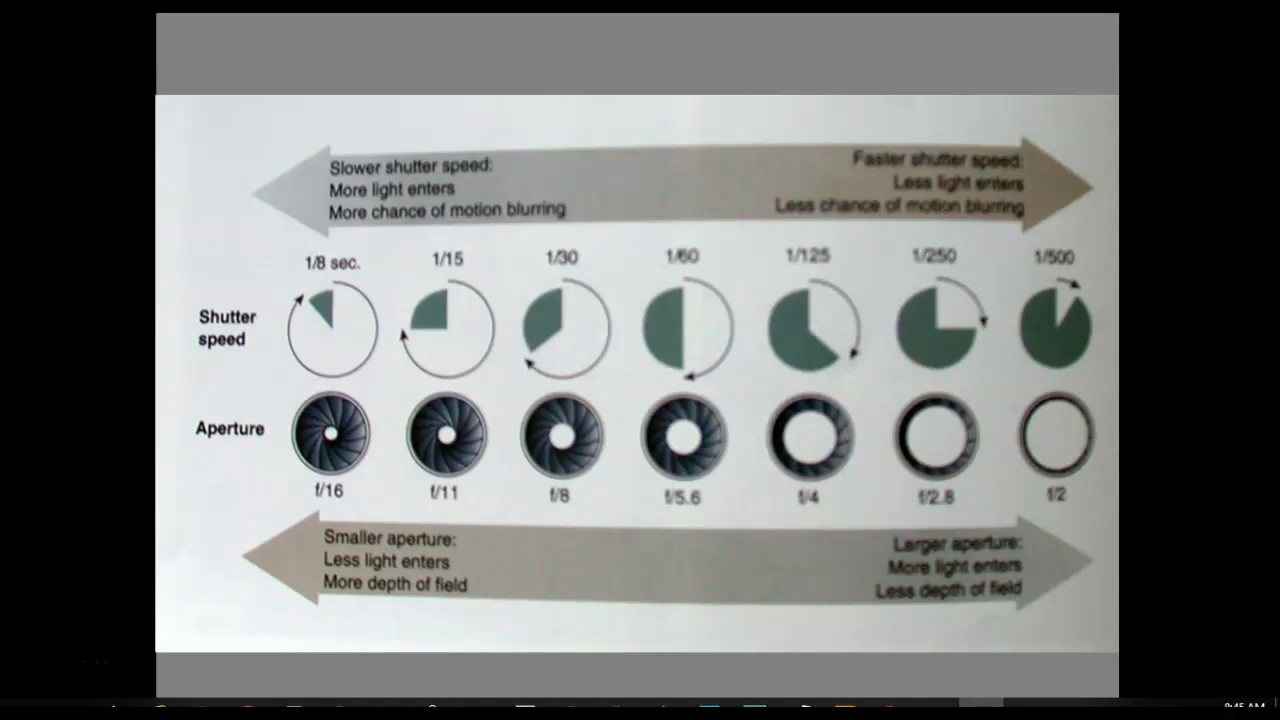 Slower shutter speed:
More light enters
More chance of motion blurring
Faster shutter speed:
Less light enters
Less chance of motion blurring
1/8 sec. 1/15 1/30 1/60 1/125 1/250 1/500
Shutter
speed
Aperture
f/16 f/11 f/8 f/5.6 f/4 f/2.8 f/2
Smaller aperture:
Less light enters
More depth of field
Larger aperture:
More light enters
Less depth of field
8:45 AM